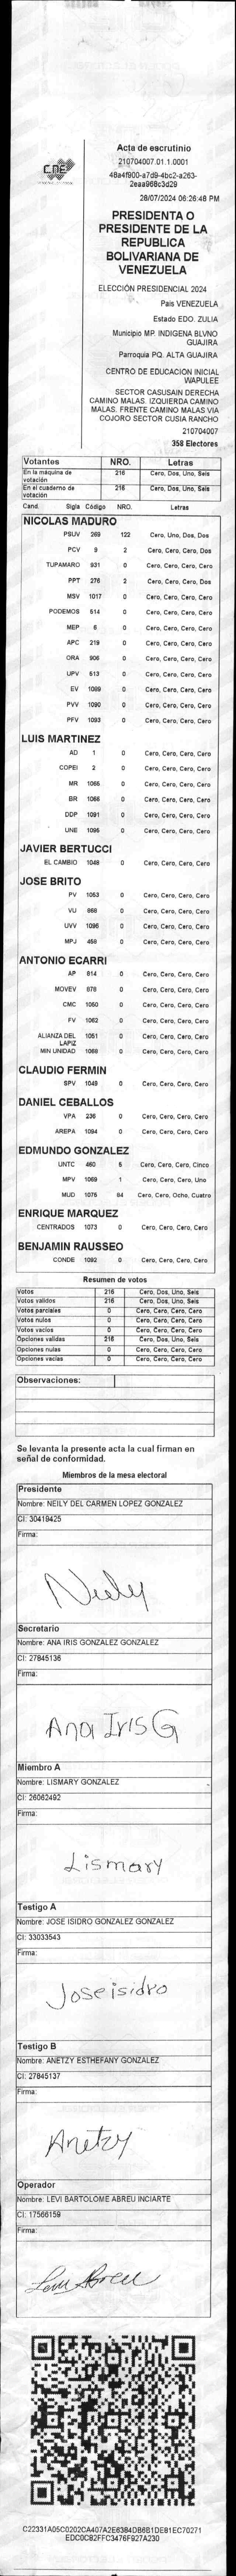 CNE
Acta de escrutinio
210704007.01.1.0001
48a4f900-a7d9-4bc2-a263-
2eaa968c3d29
28/07/2024 06:26:48 PM
PRESIDENTA O
PRESIDENTE DE LA
REPUBLICA
BOLIVARIANA DE
VENEZUELA
ELECCIÓN PRESIDENCIAL 2024
País VENEZUELA
Estado EDO. ZULIA
Municipio MP. INDIGENA BLVNO
GUAJIRA
Parroquia PQ. ALTA GUAJIRA
CENTRO DE EDUCACIÓN INICIAL
WAPULEE
SECTOR CASUSAIN DERECHA
CAMINO MALAS. IZQUIERDA CAMINO
MALAS. FRENTE CAMINO MALAS VIA
COJORO SECTOR CUSIA RANCHO
210704007
358 Electores
Votantes NRO. Letras
En la máquina de votación 216 Cero, Dos, Uno, Seis
En el cuaderno de votación 216 Cero, Dos, Uno, Seis
Cand. Sigla Código NRO. Letras
NICOLAS MADURO
PSUV 269 122 Cero, Uno, Dos, Dos
PCV 9 2 Cero, Cero, Cero, Dos
TUPAMARO 931 0 Cero, Cero, Cero, Cero
PPT 276 2 Cero, Cero, Cero, Dos
MSV 1017 0 Cero, Cero, Cero, Cero
PODEMOS 514 0 Cero, Cero, Cero, Cero
MEP 6 0 Cero, Cero, Cero, Cero
APC 219 0 Cero, Cero, Cero, Cero
ORA 906 0 Cero, Cero, Cero, Cero
UPV 513 0 Cero, Cero, Cero, Cero
EV 1089 0 Cero, Cero, Cero, Cero
PVV 1090 0 Cero, Cero, Cero, Cero
PFV 1093 0 Cero, Cero, Cero, Cero
LUIS MARTINEZ
AD 1 0 Cero, Cero, Cero, Cero
COPEI 2 0 Cero, Cero, Cero, Cero
MR 1065 0 Cero, Cero, Cero, Cero
BR 1066 0 Cero, Cero, Cero, Cero
DDP 1091 0 Cero, Cero, Cero, Cero
UNE 1095 0 Cero, Cero, Cero, Cero
JAVIER BERTUCCI
EL CAMBIO 1048 0 Cero, Cero, Cero, Cero
JOSE BRITO
PV 1053 0 Cero, Cero, Cero, Cero
VU 868 0 Cero, Cero, Cero, Cero
UVV 1096 0 Cero, Cero, Cero, Cero
MPJ 459 0 Cero, Cero, Cero, Cero
ANTONIO ECARRI
AP 814 0 Cero, Cero, Cero, Cero
MOVEV 878 0 Cero, Cero, Cero, Cero
CMC 1050 0 Cero, Cero, Cero, Cero
FV 1062 0 Cero, Cero, Cero, Cero
ALIANZA DEL LAPIZ 1051 0 Cero, Cero, Cero, Cero
MIN UNIDAD 1068 0 Cero, Cero, Cero, Cero
CLAUDIO FERMIN
SPV 1049 0 Cero, Cero, Cero, Cero
DANIEL CEBALLOS
VPA 236 0 Cero, Cero, Cero, Cero
AREPA 1094 0 Cero, Cero, Cero, Cero
EDMUNDO GONZALEZ
UNTC 460 5 Cero, Cero, Cero, Cinco
MPV 1069 1 Cero, Cero, Cero, Uno
MUD 1075 84 Cero, Cero, Ocho, Cuatro
ENRIQUE MARQUEZ
CENTRADOS 1073 0 Cero, Cero, Cero, Cero
BENJAMIN RAUSSEO
CONDE 1092 0 Cero, Cero, Cero, Cero
Resumen de votos
Votos 216 Cero, Dos, Uno, Seis
Votos válidos 216 Cero, Dos, Uno, Seis
Votos parciales 0 Cero, Cero, Cero, Cero
Votos nulos 0 Cero, Cero, Cero, Cero
Votos vacíos 0 Cero, Cero, Cero, Cero
Opciones válidas 216 Cero, Dos, Uno, Seis
Opciones nulas 0 Cero, Cero, Cero, Cero
Opciones vacías 0 Cero, Cero, Cero, Cero
Observaciones:
Se levanta la presente acta la cual firman en
señal de conformidad.
Miembros de la mesa electoral
Presidente
Nombre: NEILY DEL CARMEN LOPEZ GONZALEZ
CI: 30419425
Firma:
Neily
Secretario
Nombre: ANA IRIS GONZALEZ GONZALEZ
CI: 27845136
Firma:
Ana Iris G
Miembro A
Nombre: LISMARY GONZALEZ
CI: 26062492
Firma:
Lismary
Testigo A
Nombre: JOSE ISIDRO GONZALEZ GONZALEZ
CI: 33033543
Firma:
Jose isidro
Testigo B
Nombre: ANETZY ESTHEFANY GONZALEZ
CI: 27845137
Firma:
Anetzy
Operador
Nombre: LEVI BARTOLOME ABREU INCIARTE
CI: 17566159
Firma:
Levi Abreu
C22331A05C0202CA407A2E6384DB6B1DE81EC70271
EDC0C82FFC3476F927A230